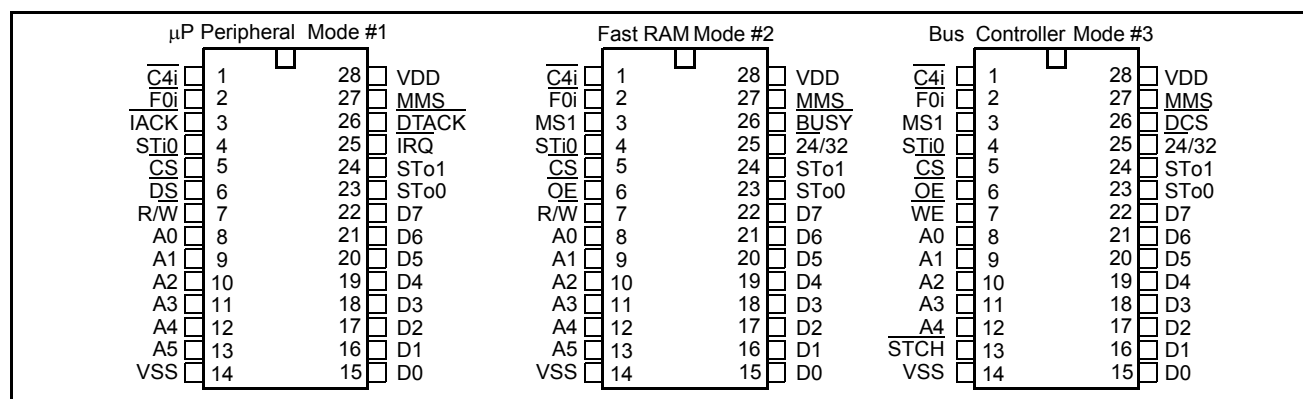 µP Peripheral Mode #1
C4i 1 28 VDD
F0i 2 27 MMS
IACK 3 26 DTACK
STi0 4 25 IRQ
CS 5 24 STo1
DS 6 23 STo0
R/W 7 22 D7
A0 8 21 D6
A1 9 20 D5
A2 10 19 D4
A3 11 18 D3
A4 12 17 D2
A5 13 16 D1
VSS 14 15 D0
Fast RAM Mode #2
C4i 1 28 VDD
F0i 2 27 MMS
MS1 3 26 BUSY
STi0 4 25 24/32
CS 5 24 STo1
OE 6 23 STo0
R/W 7 22 D7
A0 8 21 D6
A1 9 20 D5
A2 10 19 D4
A3 11 18 D3
A4 12 17 D2
A5 13 16 D1
VSS 14 15 D0
Bus Controller Mode #3
C4i 1 28 VDD
F0i 2 27 MMS
MS1 3 26 DCS
STi0 4 25 24/32
CS 5 24 STo1
OE 6 23 STo0
WE 7 22 D7
A0 8 21 D6
A1 9 20 D5
A2 10 19 D4
A3 11 18 D3
A4 12 17 D2
STCH 13 16 D1
VSS 14 15 D0